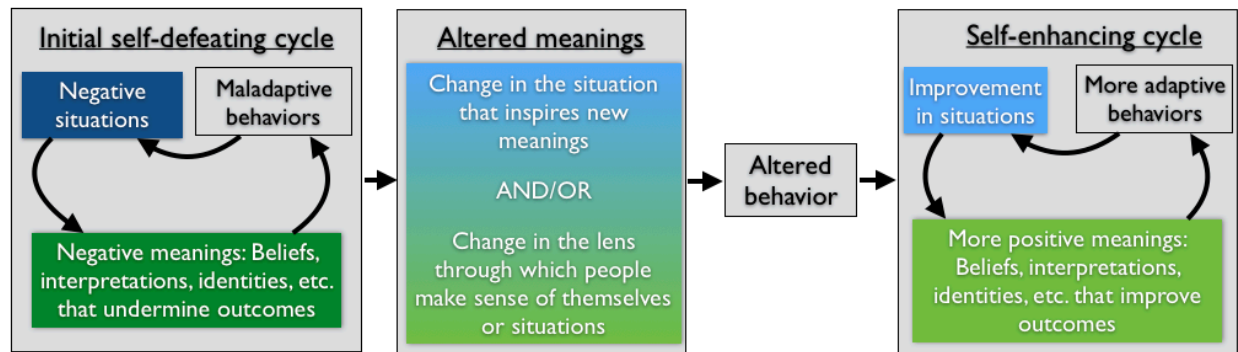 Initial self-defeating cycle
Negative
situations
Maladaptive
behaviors
Negative meanings: Beliefs,
interpretations, identities, etc.
that undermine outcomes
Altered meanings
Change in the situation
that inspires new
meanings
AND/OR
Change in the lens
through which people
make sense of themselves
or situations
Altered
behavior
Self-enhancing cycle
Improvement
in situations
More adaptive
behaviors
More positive meanings:
Beliefs, interpretations,
identities, etc. that improve
outcomes